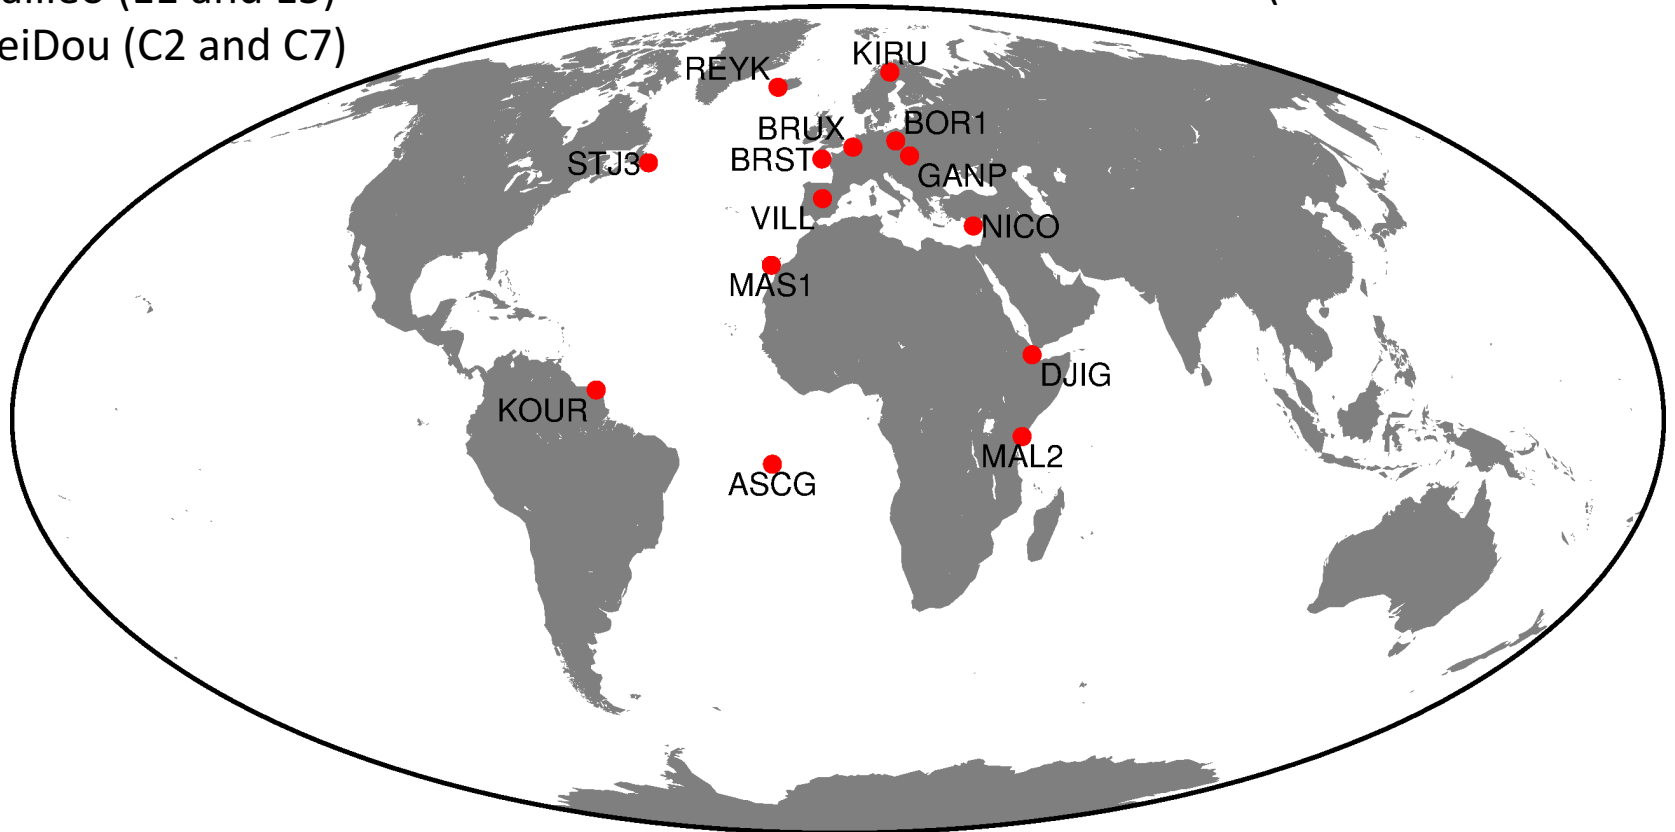 eiDou (C2 and C7)
KIRU
REYK
BOR1
BRUX
BRST
STJ3
GANP
VILL
NICO
MAS1
DJIG
KOUR
MAL2
ASCG